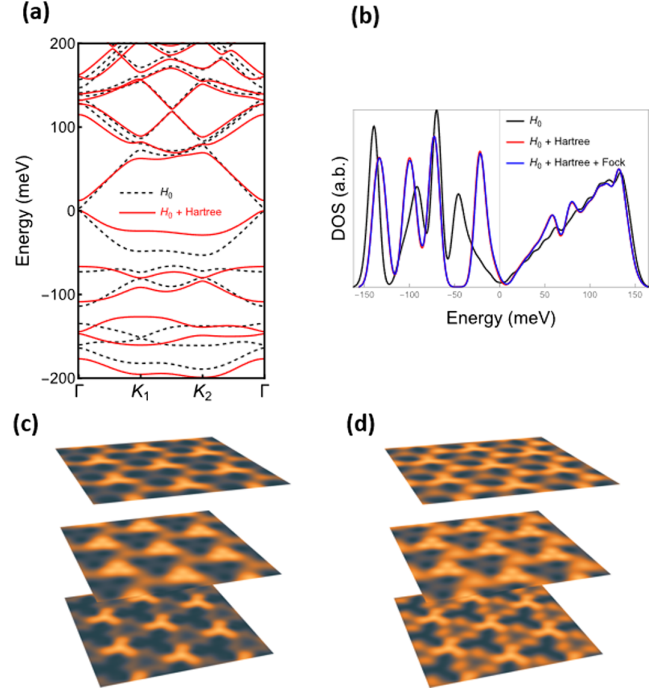 (a)
200
100
0
−100
−200
Energy (meV)
H0
H0 + Hartree
Γ K1 K2 Γ
(b)
DOS (a.b.)
H0
H0 + Hartree
H0 + Hartree + Fock
−150 −100 −50 0 50 100 150
Energy (meV)
(c)
(d)